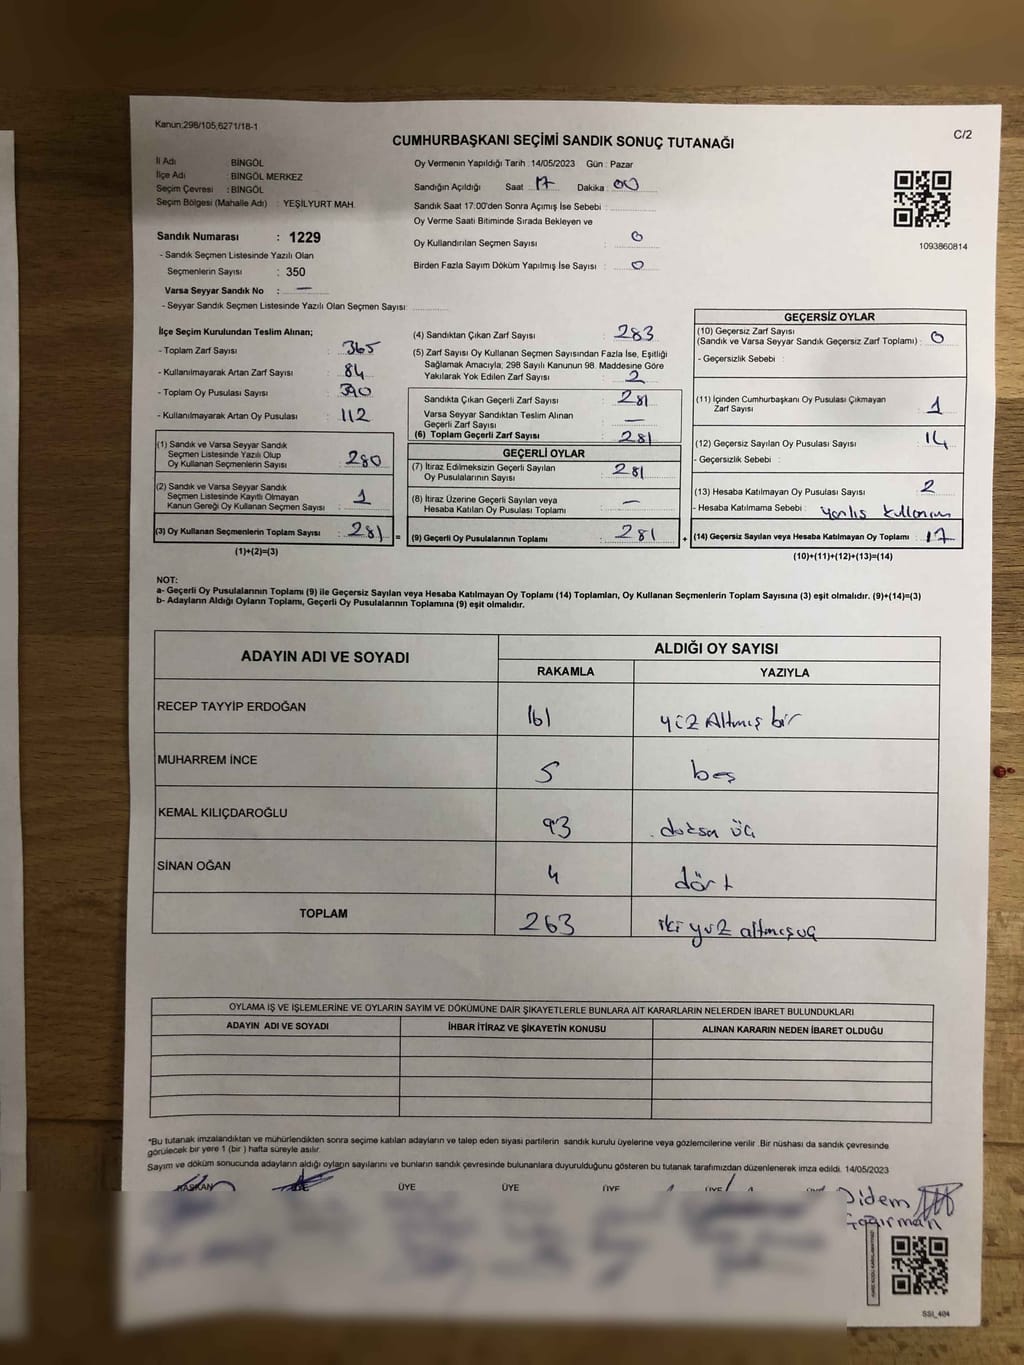 Kanun:298/105,6271/18-1
C/2
CUMHURBAŞKANI SEÇİMİ SANDIK SONUÇ TUTANAĞI
İl Adı : BİNGÖL
İlçe Adı : BİNGÖL MERKEZ
Seçim Çevresi : BİNGÖL
Seçim Bölgesi (Mahalle Adı) : YEŞİLYURT MAH.
Sandık Numarası : 1229
- Sandık Seçmen Listesinde Yazılı Olan
Seçmenlerin Sayısı : 350
Varsa Seyyar Sandık No : —
- Seyyar Sandık Seçmen Listesinde Yazılı Olan Seçmen Sayısı:
Oy Vermenin Yapıldığı Tarih : 14/05/2023 Gün : Pazar
Sandığın Açıldığı Saat 17 Dakika : 00
Sandık Saat 17:00'den Sonra Açımış İse Sebebi :
Oy Verme Saati Bitiminde Sırada Bekleyen ve
Oy Kullandırılan Seçmen Sayısı : 0
Birden Fazla Sayım Döküm Yapılmış İse Sayısı : 0
1093860814
İlçe Seçim Kurulundan Teslim Alınan;
- Toplam Zarf Sayısı : 365
- Kullanılmayarak Artan Zarf Sayısı : 84
- Toplam Oy Pusulası Sayısı : 390
- Kullanılmayarak Artan Oy Pusulası : 112
(1) Sandık ve Varsa Seyyar Sandık
Seçmen Listesinde Yazılı Olup
Oy Kullanan Seçmenlerin Sayısı : 280
(2) Sandık ve Varsa Seyyar Sandık
Seçmen Listesinde Kayıtlı Olmayan
Kanun Gereği Oy Kullanan Seçmen Sayısı : 1
(3) Oy Kullanan Seçmenlerin Toplam Sayısı : 281 =
(1)+(2)=(3)
(4) Sandıktan Çıkan Zarf Sayısı : 283
(5) Zarf Sayısı Oy Kullanan Seçmen Sayısından Fazla İse, Eşitliği
Sağlamak Amacıyla; 298 Sayılı Kanunun 98. Maddesine Göre
Yakılarak Yok Edilen Zarf Sayısı : 2
Sandıkta Çıkan Geçerli Zarf Sayısı : 281
Varsa Seyyar Sandıktan Teslim Alınan
Geçerli Zarf Sayısı : —
(6) Toplam Geçerli Zarf Sayısı : 281
GEÇERLİ OYLAR
(7) İtiraz Edilmeksizin Geçerli Sayılan
Oy Pusulalarının Sayısı : 281
(8) İtiraz Üzerine Geçerli Sayılan veya
Hesaba Katılan Oy Pusulası Toplamı : —
(9) Geçerli Oy Pusulalarının Toplamı : 281 +
GEÇERSİZ OYLAR
(10) Geçersiz Zarf Sayısı
(Sandık ve Varsa Seyyar Sandık Geçersiz Zarf Toplamı) : 0
- Geçersizlik Sebebi :
(11) İçinden Cumhurbaşkanı Oy Pusulası Çıkmayan
Zarf Sayısı : 1
(12) Geçersiz Sayılan Oy Pusulası Sayısı : 14
- Geçersizlik Sebebi :
(13) Hesaba Katılmayan Oy Pusulası Sayısı : 2
- Hesaba Katılmama Sebebi : yanlış kullanım
(14) Geçersiz Sayılan veya Hesaba Katılmayan Oy Toplamı : 17
(10)+(11)+(12)+(13)=(14)
NOT:
a- Geçerli Oy Pusulasının Toplamı (9) ile Geçersiz Sayılan veya Hesaba Katılmayan Oy Toplamı (14) Toplamları, Oy Kullanan Seçmenlerin Toplam Sayısına (3) eşit olmalıdır. (9)+(14)=(3)
b- Adayların Aldığı Oyların Toplamı, Geçerli Oy Pusulalarının Toplamına (9) eşit olmalıdır.
ADAYIN ADI VE SOYADI ALDIĞI OY SAYISI
RAKAMLA YAZIYLA
RECEP TAYYİP ERDOĞAN 161 yüz Altmış bir
MUHARREM İNCE 5 beş
KEMAL KILIÇDAROĞLU 93 doksa üç
SİNAN OĞAN 4 dört
TOPLAM 263 iki yüz altmış üç
OYLAMA İŞ VE İŞLEMLERİNE VE OYLARIN SAYIM VE DÖKÜMÜNE DAİR ŞİKAYETLERLE BUNLARA AİT KARARLARIN NELERDEN İBARET BULUNDUKLARI
ADAYIN ADI VE SOYADI İHBAR İTİRAZ VE ŞİKAYETİN KONUSU ALINAN KARARIN NEDEN İBARET OLDUĞU
*Bu tutanak imzalandıktan ve mühürlendikten sonra seçime katılan adayların ve talep eden siyasi partilerin sandık kurulu üyelerine veya gözlemcilerine verilir .Bir nüshası da sandık çevresinde
görülecek bir yere 1 (bir ) hafta süreyle asılır.
Sayım ve döküm sonucunda adayların aldığı oyların sayılarını ve bunların sandık çevresinde bulunanlara duyurulduğunu gösteren bu tutanak tarafımızdan düzenlenerek imza edildi. 14/05/2023
BAŞKAN ÜYE ÜYE ÜYE ÜYE
Didem
SSI_404